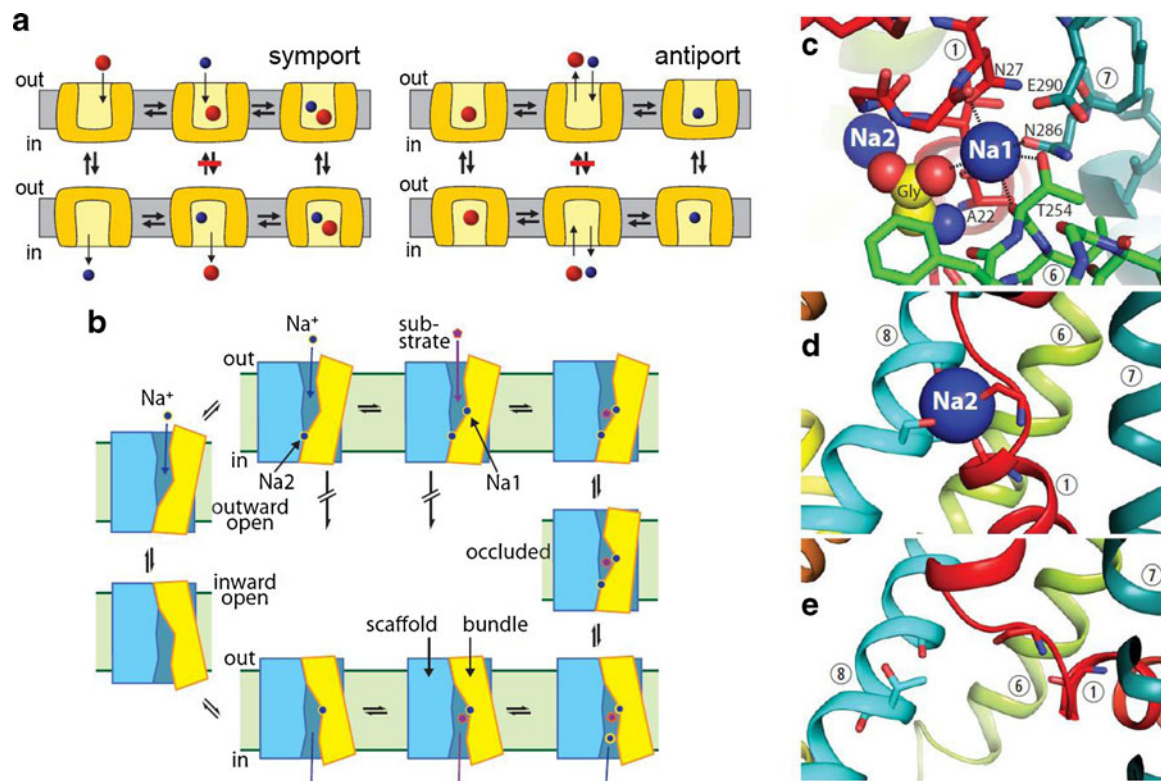 a
symport
out
in
out
in
antiport
out
in
out
in
b
Na+
sub-
strate
out
Na+
in
Na2
Na1
outward
open
inward
open
occluded
scaffold
bundle
out
in
c
1
N27
E290
7
Na2
Na1
N286
Gly
A22
T254
6
d
8
6
7
Na2
1
e
7
8
6
1